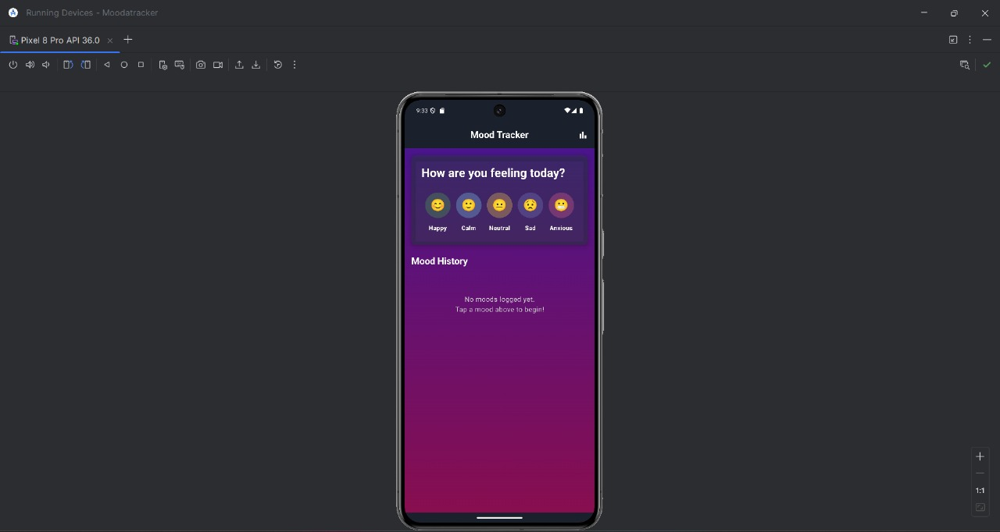 Running Devices - Moodatracker
Pixel 8 Pro API 36.0
9:33
Mood Tracker
How are you feeling today?
Happy Calm Neutral Sad Anxious
Mood History
No moods logged yet.
Tap a mood above to begin!
1:1